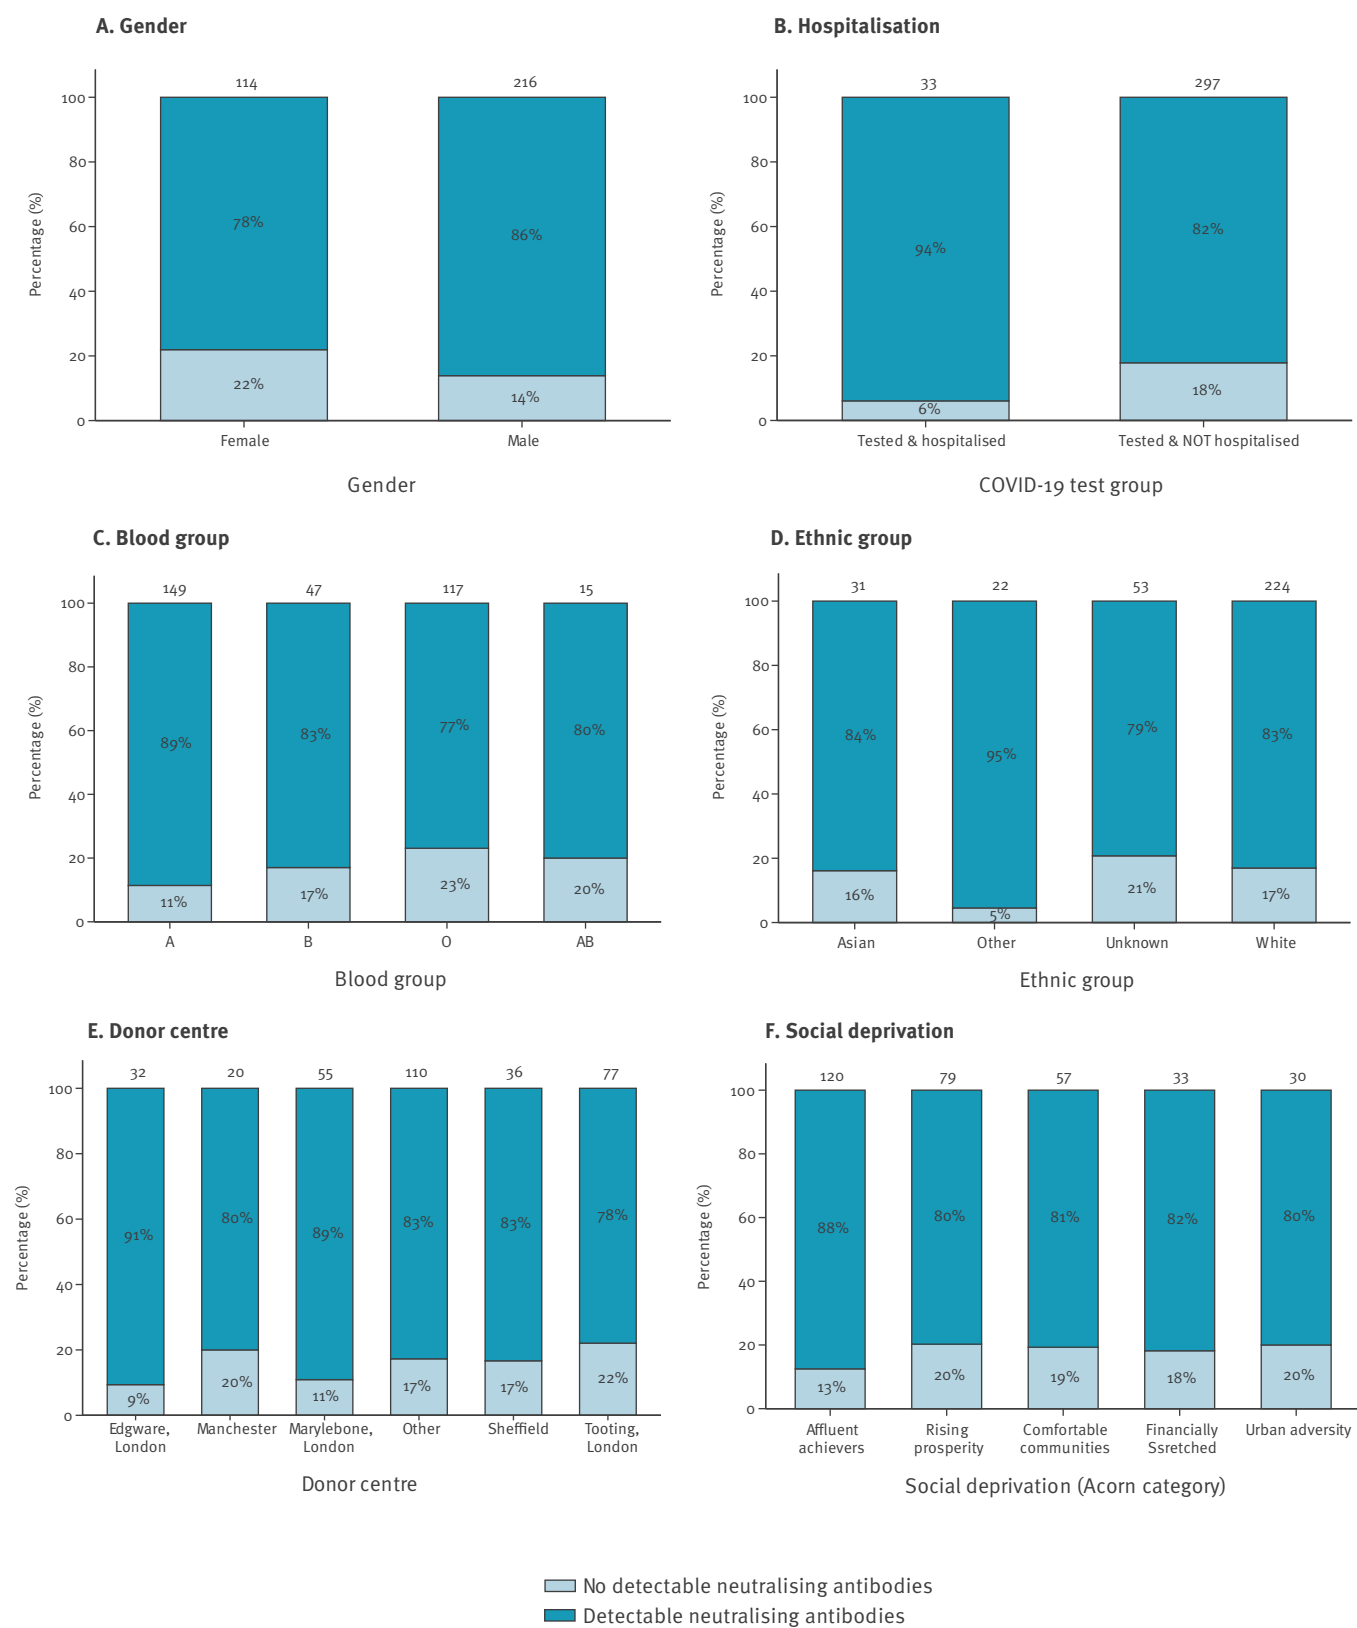 A. Gender
114
216
100
80
60
40
20
0
Percentage (%)
78%
86%
22%
14%
Female
Male
Gender
B. Hospitalisation
33
297
100
80
60
40
20
0
Percentage (%)
94%
82%
6%
18%
Tested & hospitalised
Tested & NOT hospitalised
COVID-19 test group
C. Blood group
149
47
117
15
100
80
60
40
20
0
Percentage (%)
89%
83%
77%
80%
11%
17%
23%
20%
A
B
O
AB
Blood group
D. Ethnic group
31
22
53
224
100
80
60
40
20
0
Percentage (%)
84%
95%
79%
83%
16%
5%
21%
17%
Asian
Other
Unknown
White
Ethnic group
E. Donor centre
32
20
55
110
36
77
100
80
60
40
20
0
Percentage (%)
91%
80%
89%
83%
83%
78%
9%
20%
11%
17%
17%
22%
Edgware,
London
Manchester
Marylebone,
London
Other
Sheffield
Tooting,
London
Donor centre
F. Social deprivation
120
79
57
33
30
100
80
60
40
20
0
Percentage (%)
88%
80%
81%
82%
80%
13%
20%
19%
18%
20%
Affluent
achievers
Rising
prosperity
Comfortable
communities
Financially
Ssretched
Urban adversity
Social deprivation (Acorn category)
No detectable neutralising antibodies
Detectable neutralising antibodies